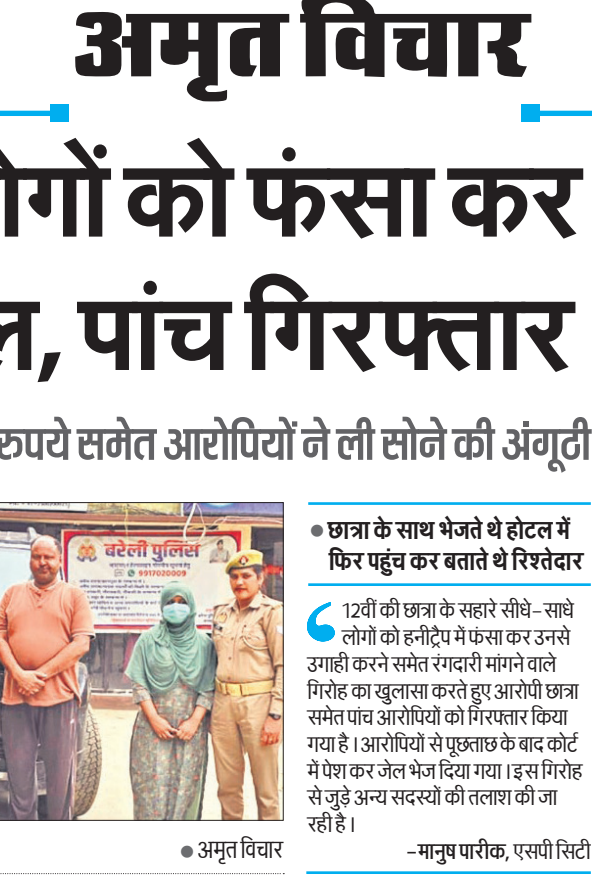 अमृत विचार
ोगों को फंसा कर
ल, पांच गिरफ्तार
रुपये समेत आरोपियों ने ली सोने की अंगूठी
बरेली पुलिस
9917020009
● छात्रा के साथ भेजते थे होटल में
फिर पहुंच कर बताते थे रिश्तेदार
12वीं की छात्रा के सहारे सीधे-साधे
लोगों को हनीट्रैप में फंसा कर उनसे
उगाही करने समेत रंगदारी मांगने वाले
गिरोह का खुलासा करते हुए आरोपी छात्रा
समेत पांच आरोपियों को गिरफ्तार किया
गया है। आरोपियों से पूछताछ के बाद कोर्ट
में पेश कर जेल भेज दिया गया। इस गिरोह
से जुड़े अन्य सदस्यों की तलाश की जा
रही है।
-मानुष पारीक, एसपी सिटी
● अमृत विचार